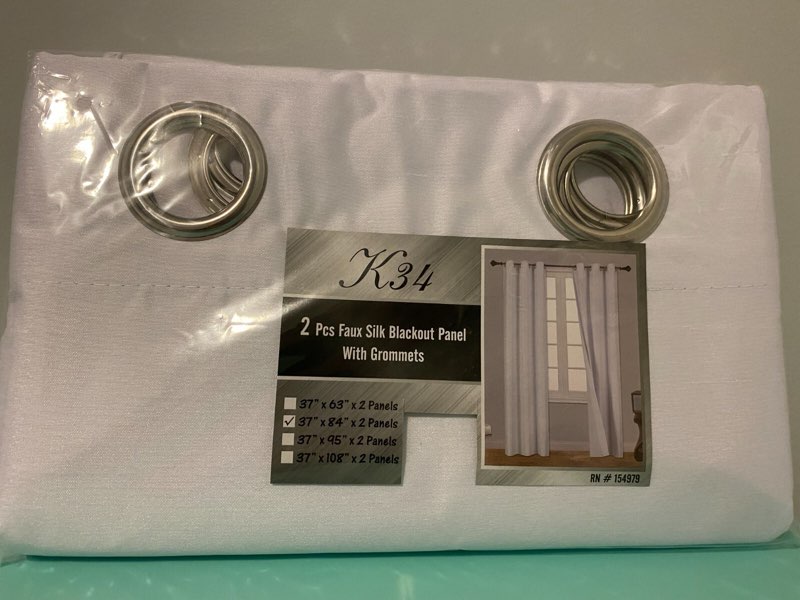 K34
2 Pcs Faux Silk Blackout Panel
With Grommets
37" x 63" x 2 Panels
37" x 84" x 2 Panels
37" x 95" x 2 Panels
37" x 108" x 2 Panels
RN # 154979